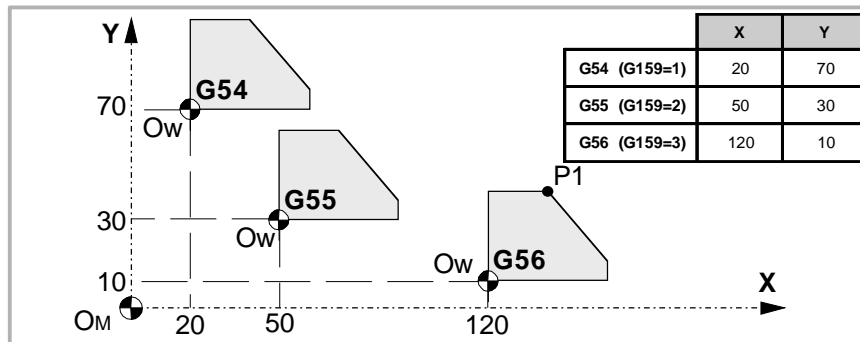 Y
X Y
G54 (G159=1) 20 70
G55 (G159=2) 50 30
G56 (G159=3) 120 10
G54
70
OW
P1
G55
30
OW
OW
G56
10
X
OM
20 50 120